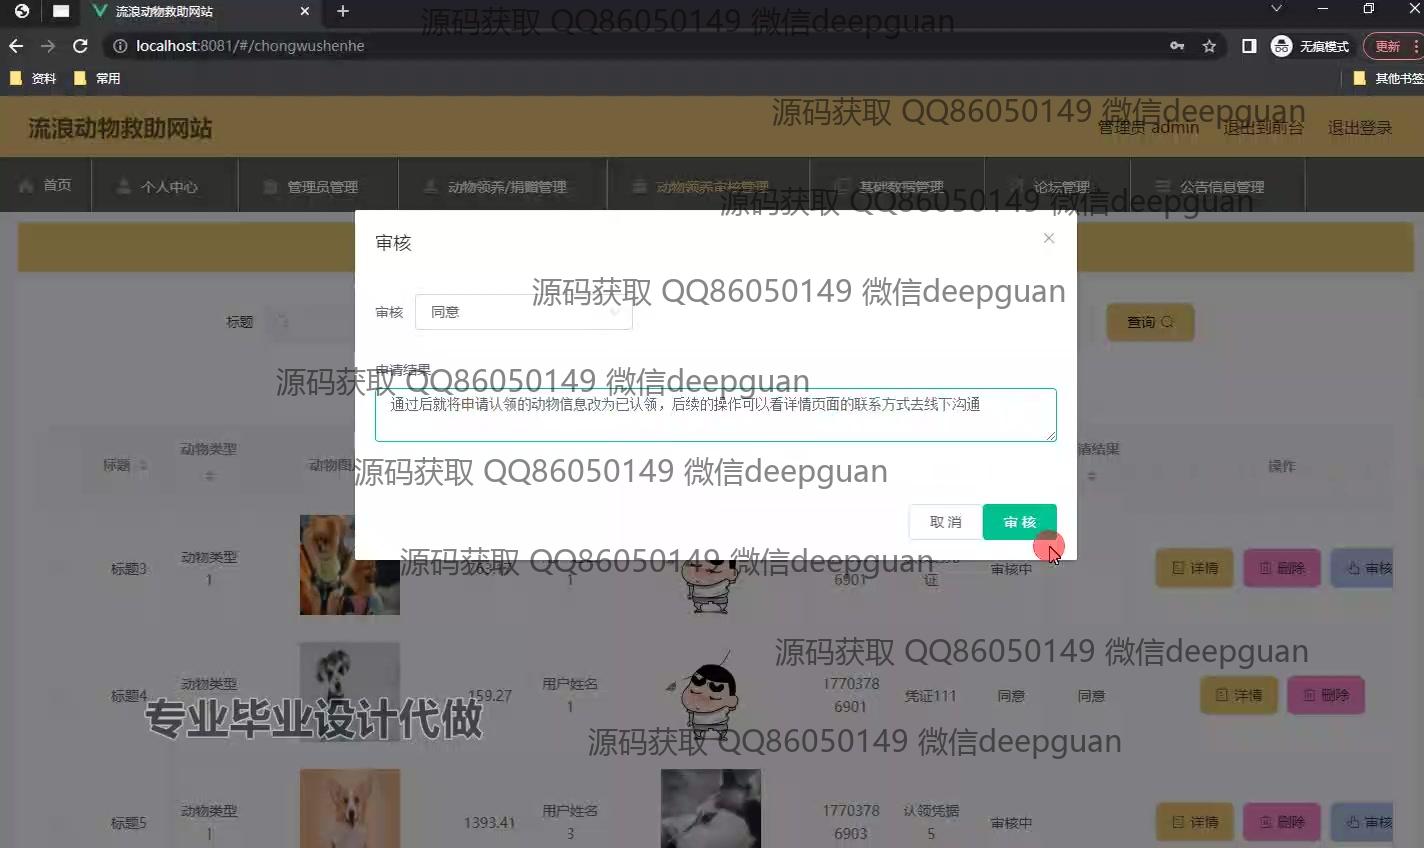 流浪动物救助网站
源码获取 QQ86050149 微信deepguan
localhost:8081/#/chongwushenhe
无痕模式
更新
资料
常用
其他书签
源码获取 QQ86050149 微信deepguan
流浪动物救助网站
管理员 admin
退出到前台
退出登录
首页
个人中心
管理员管理
动物领养/捐赠管理
动物领养审核管理
基础数据管理
论坛管理
公告信息管理
源码获取 QQ86050149 微信deepguan
审核
源码获取 QQ86050149 微信deepguan
标题
审核
同意
查询
申请结果
源码获取 QQ86050149 微信deepguan
通过后就将申请认领的动物信息改为已认领，后续的操作可以看详情页面的联系方式去线下沟通
标题
动物类型
请结果
操作
源码获取 QQ86050149 微信deepguan
取消
审核
源码获取 QQ86050149 微信deepguan
标题3
动物类型
1
1
6901
证
审核中
详情
删除
审核
源码获取 QQ86050149 微信deepguan
标题4
动物类型
159.27
用户姓名
1
1770378
6901
凭证111
同意
同意
详情
删除
专业毕业设计代做
源码获取 QQ86050149 微信deepguan
标题5
动物类型
1
1393.41
用户姓名
3
1770378
6903
认领凭据
5
审核中
详情
删除
审核